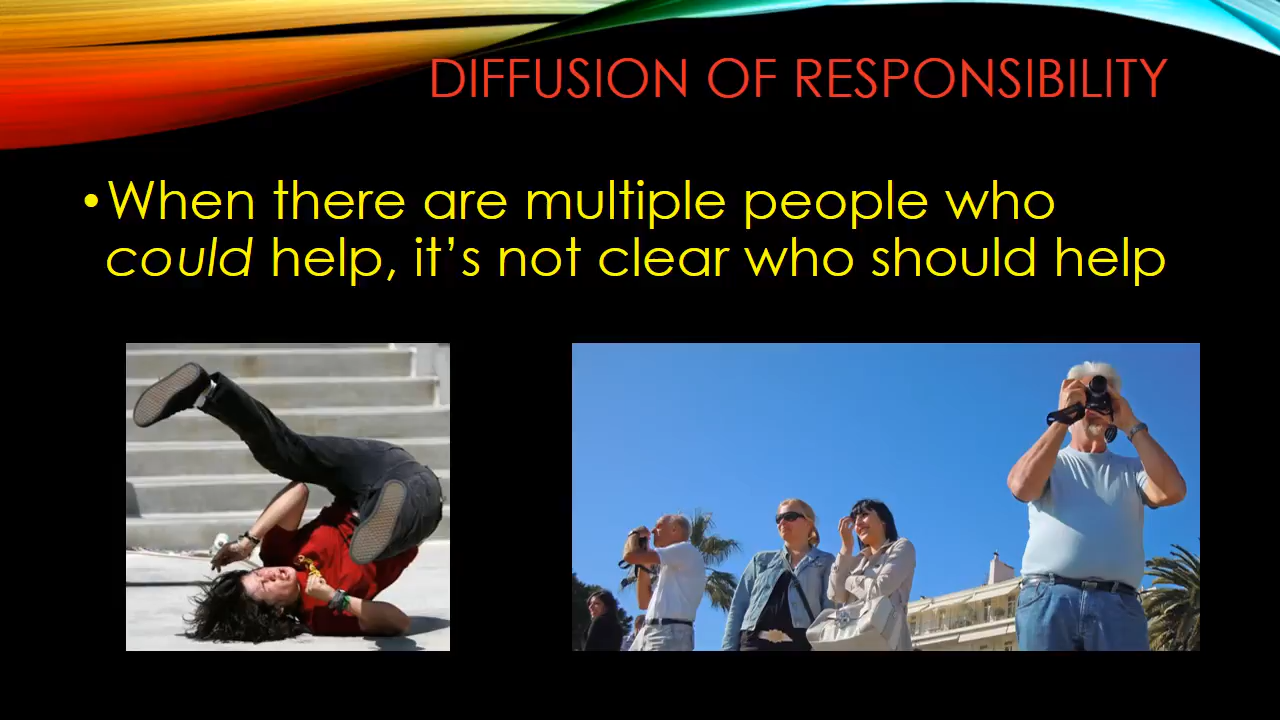 DIFFUSION OF RESPONSIBILITY
•When there are multiple people who
could help, it’s not clear who should help